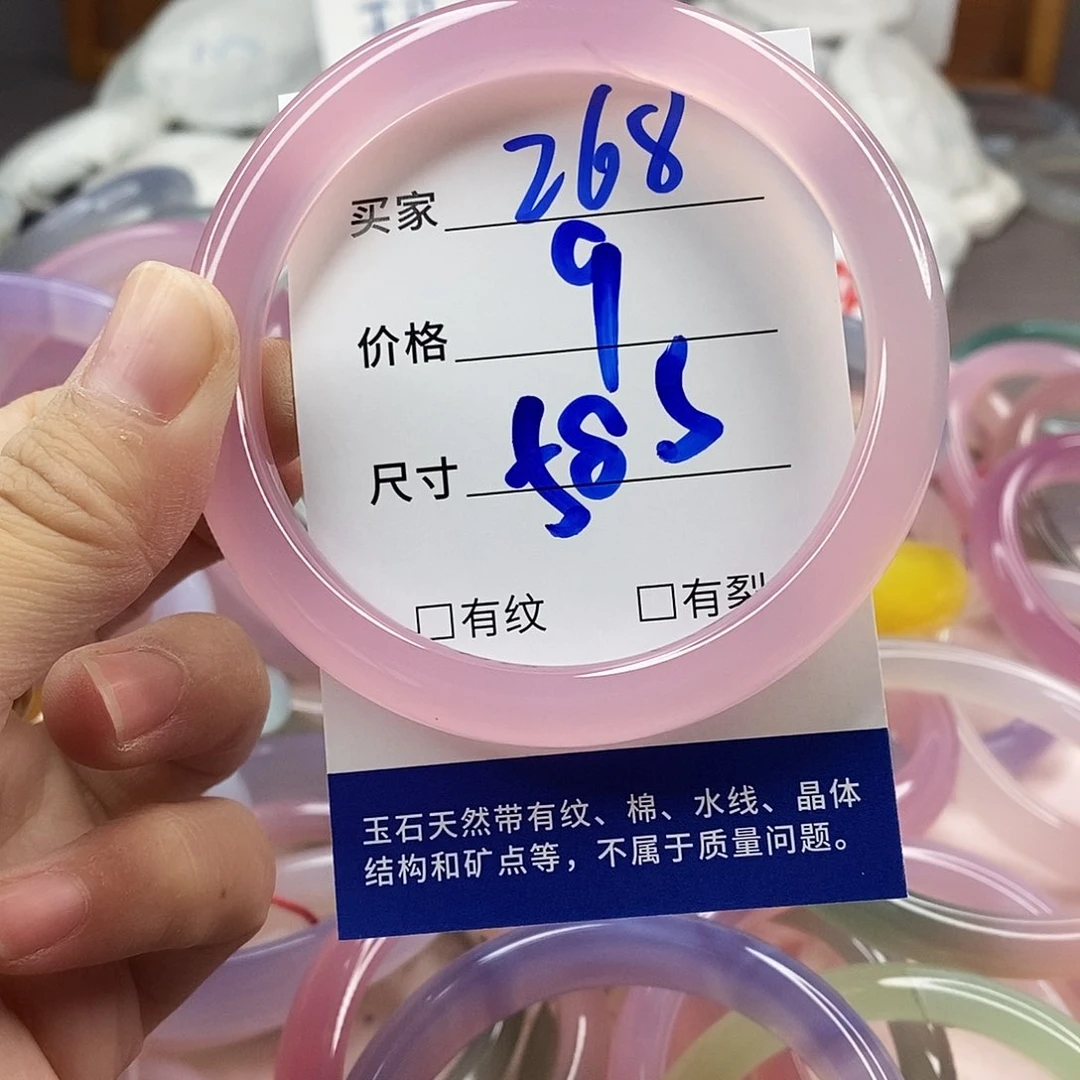 买家 268
价格 9
尺寸 58 5
□有纹 □有裂
玉石天然带有纹、棉、水线、晶体
结构和矿点等，不属于质量问题。